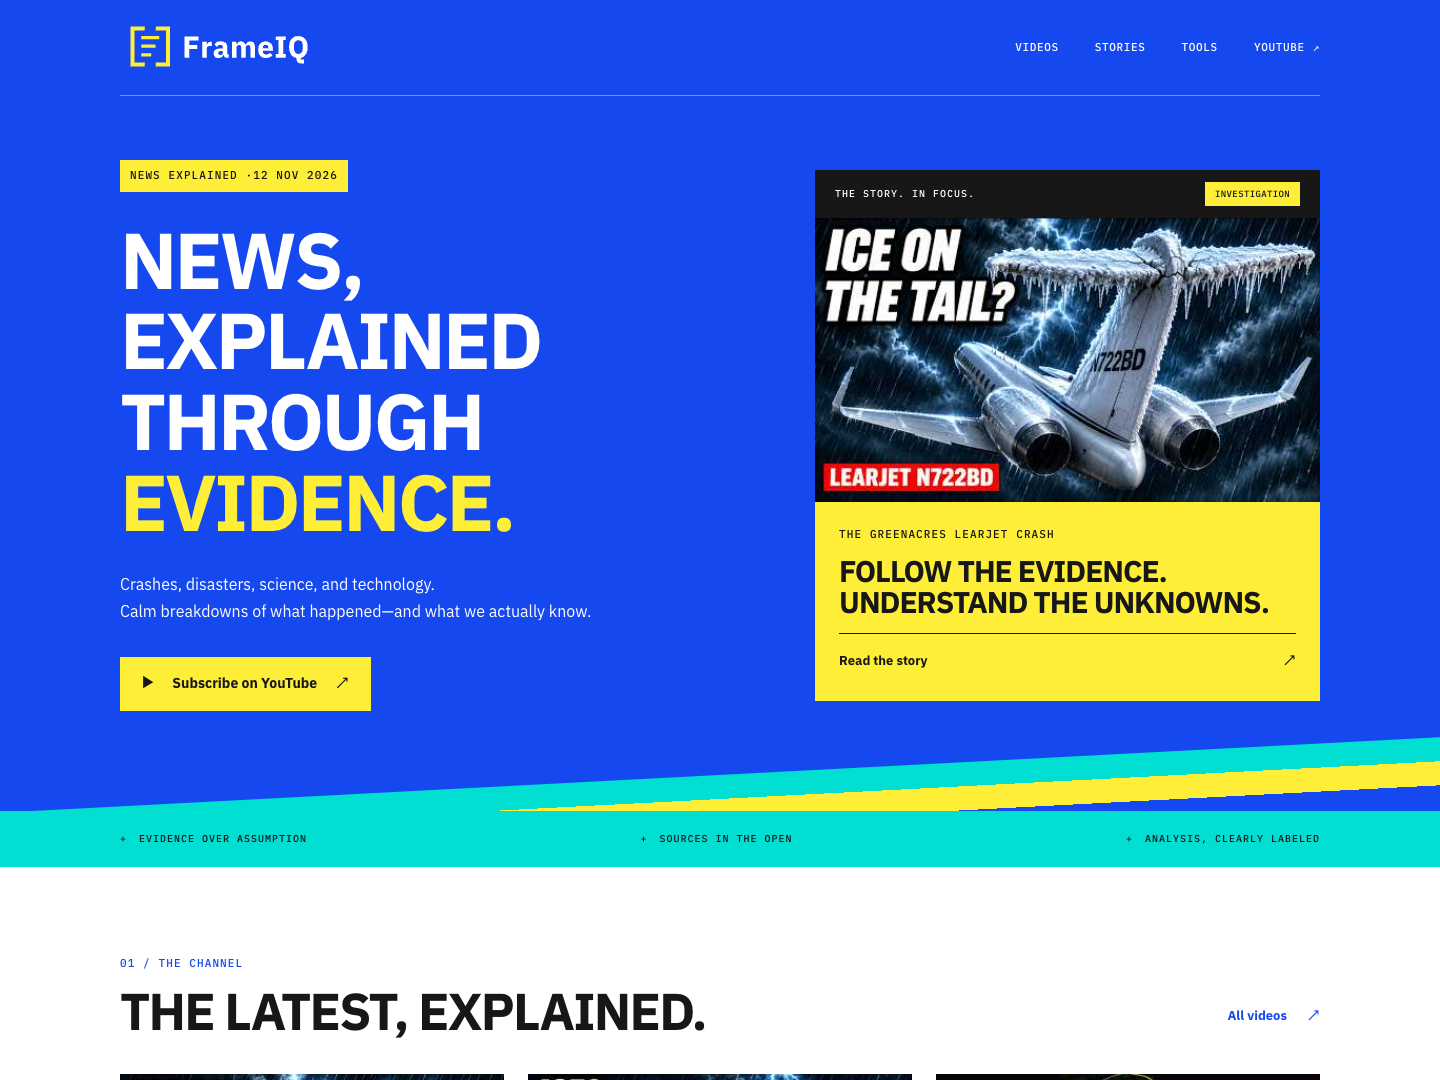 FrameIQ
VIDEOS STORIES TOOLS YOUTUBE ↗
NEWS EXPLAINED ·12 NOV 2026
NEWS,
EXPLAINED
THROUGH
EVIDENCE.
Crashes, disasters, science, and technology.
Calm breakdowns of what happened—and what we actually know.
▶ Subscribe on YouTube ↗
THE STORY. IN FOCUS.
INVESTIGATION
ICE ON
THE TAIL?
N722BD
LEARJET N722BD
THE GREENACRES LEARJET CRASH
FOLLOW THE EVIDENCE.
UNDERSTAND THE UNKNOWNS.
Read the story ↗
+ EVIDENCE OVER ASSUMPTION
+ SOURCES IN THE OPEN
+ ANALYSIS, CLEARLY LABELED
01 / THE CHANNEL
THE LATEST, EXPLAINED.
All videos ↗